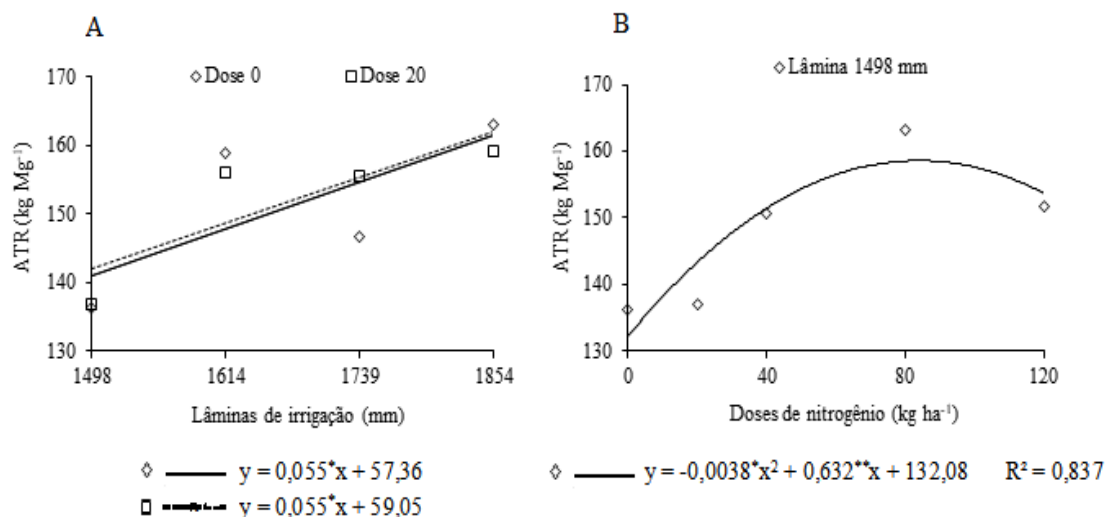 A
Dose 0
Dose 20
170
160
150
140
130
ATR (kg Mg⁻¹)
1498 1614 1739 1854
Lâminas de irrigação (mm)
y = 0,055*x + 57,36
y = 0,055*x + 59,05
B
Lâmina 1498 mm
170
160
150
140
130
ATR (kg Mg⁻¹)
0 40 80 120
Doses de nitrogênio (kg ha⁻¹)
y = -0,0038*x² + 0,632**x + 132,08 R² = 0,837